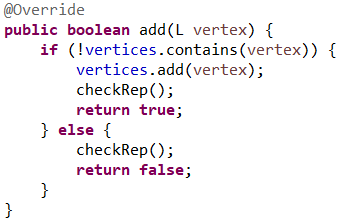 @Override
public boolean add(L vertex) {
    if (!vertices.contains(vertex)) {
        vertices.add(vertex);
        checkRep();
        return true;
    } else {
        checkRep();
        return false;
    }
}